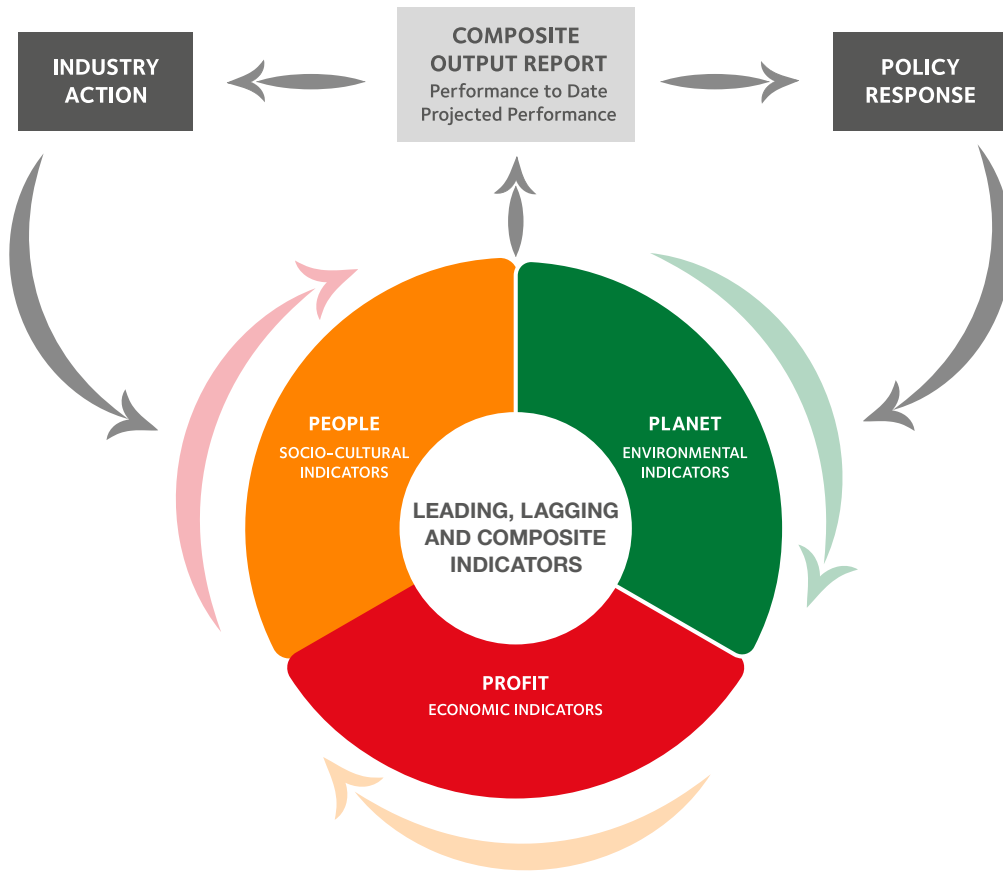 INDUSTRY
ACTION
COMPOSITE
OUTPUT REPORT
Performance to Date
Projected Performance
POLICY
RESPONSE
PEOPLE
SOCIO-CULTURAL
INDICATORS
PLANET
ENVIRONMENTAL
INDICATORS
LEADING, LAGGING
AND COMPOSITE
INDICATORS
PROFIT
ECONOMIC INDICATORS